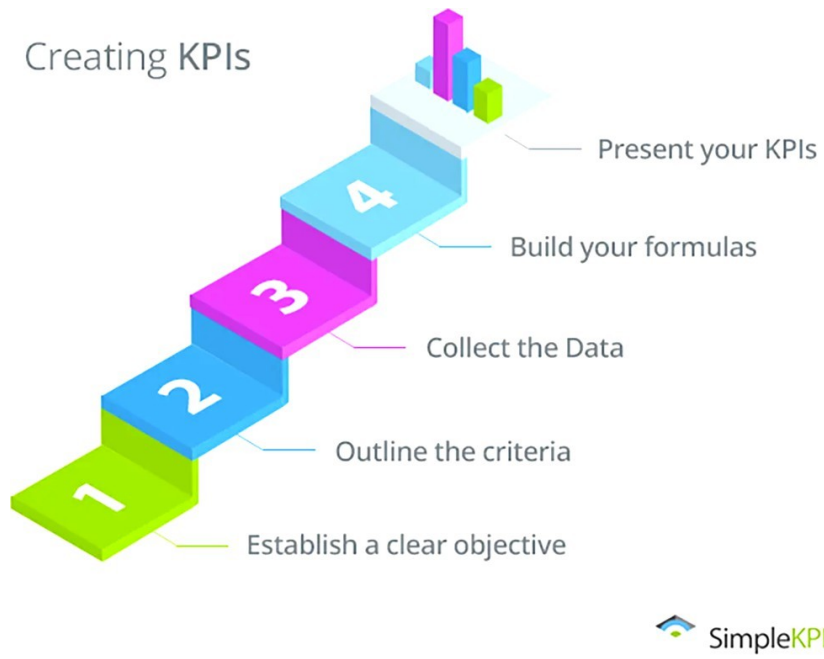 Creating KPIs
Present your KPIs
4
Build your formulas
3
Collect the Data
2
Outline the criteria
1
Establish a clear objective
SimpleKPI